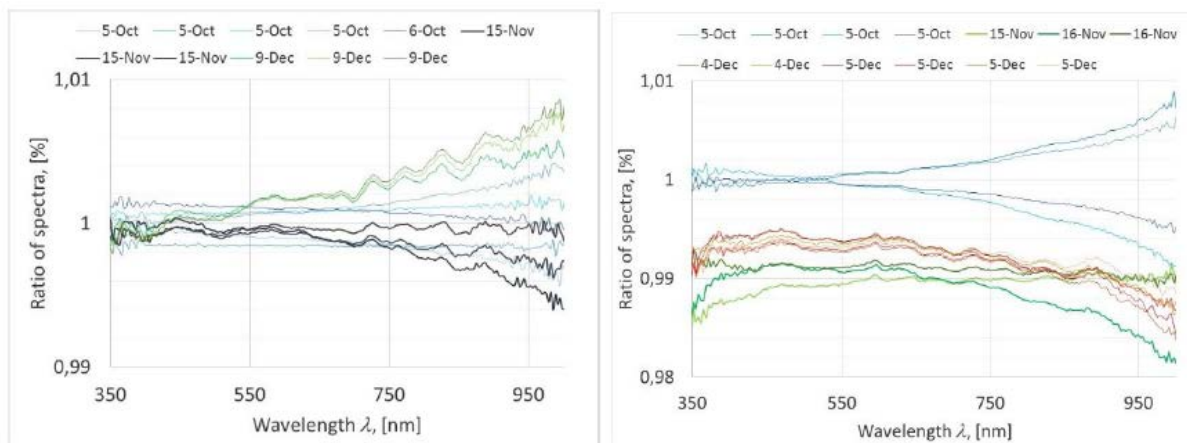 5-Oct 5-Oct 5-Oct 5-Oct 6-Oct 15-Nov
15-Nov 15-Nov 9-Dec 9-Dec 9-Dec
1,01
1
0,99
Ratio of spectra, [%]
350 550 750 950
Wavelength λ, [nm]
5-Oct 5-Oct 5-Oct 5-Oct 15-Nov 16-Nov 16-Nov
4-Dec 4-Dec 5-Dec 5-Dec 5-Dec 5-Dec
1,01
1
0,99
0,98
Ratio of spectra, [%]
350 550 750 950
Wavelength λ, [nm]